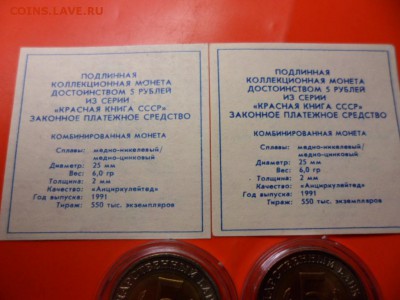 COINS.LAVE.RU
ПОДЛИННАЯ
КОЛЛЕКЦИОННАЯ МОНЕТА
ДОСТОИНСТВОМ 5 РУБЛЕЙ
ИЗ СЕРИИ
«КРАСНАЯ КНИГА СССР»
ЗАКОННОЕ ПЛАТЕЖНОЕ СРЕДСТВО
КОМБИНИРОВАННАЯ МОНЕТА
Сплавы: медно-никелевый/
медно-цинковый
Диаметр: 25 мм
Вес: 6,0 гр
Толщина: 2 мм
Качество: «Анциркулейтед»
Год выпуска: 1991
Тираж: 550 тыс. экземпляров
ПОДЛИННАЯ
КОЛЛЕКЦИОННАЯ МОНЕТА
ДОСТОИНСТВОМ 5 РУБЛЕЙ
ИЗ СЕРИИ
«КРАСНАЯ КНИГА СССР»
ЗАКОННОЕ ПЛАТЕЖНОЕ СРЕДСТВО
КОМБИНИРОВАННАЯ МОНЕТА
Сплавы: медно-никелевый/
медно-цинковый
Диаметр: 25 мм
Вес: 6,0 гр
Толщина: 2 мм
Качество: «Анциркулейтед»
Год выпуска: 1991
Тираж: 550 тыс. экземпляров